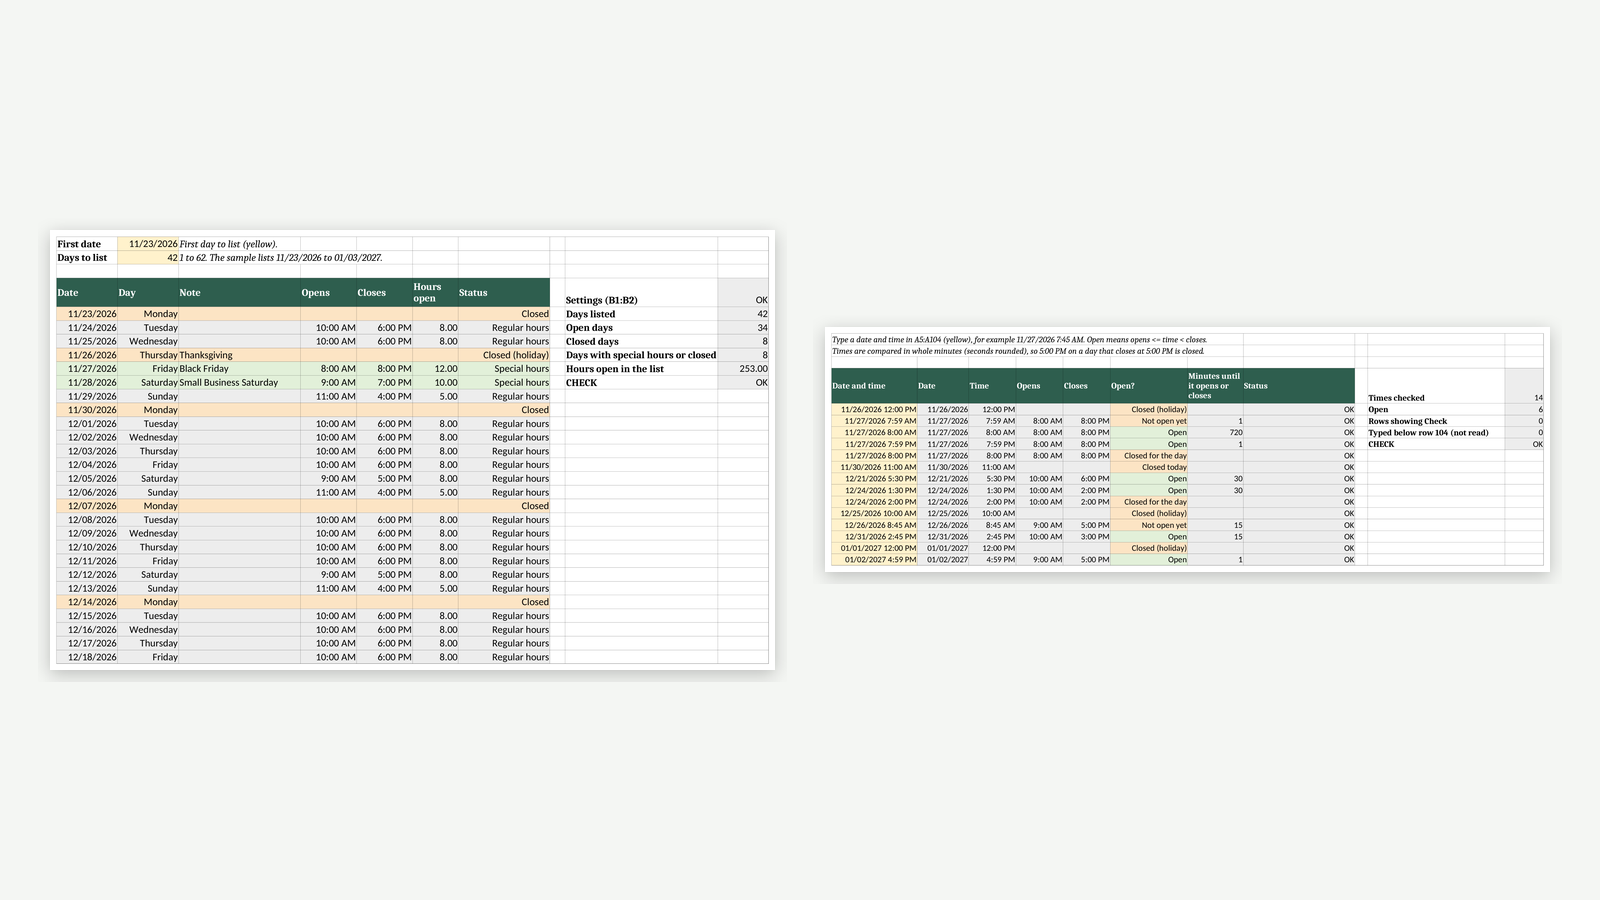 First date 11/23/2026 First day to list (yellow).
Days to list 42 1 to 62. The sample lists 11/23/2026 to 01/03/2027.
Date Day Note Opens Closes Hours open Status
Settings (B1:B2) OK
11/23/2026 Monday Closed Days listed 42
11/24/2026 Tuesday 10:00 AM 6:00 PM 8.00 Regular hours Open days 34
11/25/2026 Wednesday 10:00 AM 6:00 PM 8.00 Regular hours Closed days 8
11/26/2026 Thursday Thanksgiving Closed (holiday) Days with special hours or closed 8
11/27/2026 Friday Black Friday 8:00 AM 8:00 PM 12.00 Special hours Hours open in the list 253.00
11/28/2026 Saturday Small Business Saturday 9:00 AM 7:00 PM 10.00 Special hours CHECK OK
11/29/2026 Sunday 11:00 AM 4:00 PM 5.00 Regular hours
11/30/2026 Monday Closed
12/01/2026 Tuesday 10:00 AM 6:00 PM 8.00 Regular hours
12/02/2026 Wednesday 10:00 AM 6:00 PM 8.00 Regular hours
12/03/2026 Thursday 10:00 AM 6:00 PM 8.00 Regular hours
12/04/2026 Friday 10:00 AM 6:00 PM 8.00 Regular hours
12/05/2026 Saturday 9:00 AM 5:00 PM 8.00 Regular hours
12/06/2026 Sunday 11:00 AM 4:00 PM 5.00 Regular hours
12/07/2026 Monday Closed
12/08/2026 Tuesday 10:00 AM 6:00 PM 8.00 Regular hours
12/09/2026 Wednesday 10:00 AM 6:00 PM 8.00 Regular hours
12/10/2026 Thursday 10:00 AM 6:00 PM 8.00 Regular hours
12/11/2026 Friday 10:00 AM 6:00 PM 8.00 Regular hours
12/12/2026 Saturday 9:00 AM 5:00 PM 8.00 Regular hours
12/13/2026 Sunday 11:00 AM 4:00 PM 5.00 Regular hours
12/14/2026 Monday Closed
12/15/2026 Tuesday 10:00 AM 6:00 PM 8.00 Regular hours
12/16/2026 Wednesday 10:00 AM 6:00 PM 8.00 Regular hours
12/17/2026 Thursday 10:00 AM 6:00 PM 8.00 Regular hours
12/18/2026 Friday 10:00 AM 6:00 PM 8.00 Regular hours
Type a date and time in A5:A104 (yellow), for example 11/27/2026 7:45 AM. Open means opens <= time < closes.
Times are compared in whole minutes (seconds rounded), so 5:00 PM on a day that closes at 5:00 PM is closed.
Date and time Date Time Opens Closes Open? Minutes until it opens or closes Status
Times checked 14
11/26/2026 12:00 PM 11/26/2026 12:00 PM Closed (holiday) OK Open 6
11/27/2026 7:59 AM 11/27/2026 7:59 AM 8:00 AM 8:00 PM Not open yet 1 OK Rows showing Check 0
11/27/2026 8:00 AM 11/27/2026 8:00 AM 8:00 AM 8:00 PM Open 720 OK Typed below row 104 (not read) 0
11/27/2026 7:59 PM 11/27/2026 7:59 PM 8:00 AM 8:00 PM Open 1 OK CHECK OK
11/27/2026 8:00 PM 11/27/2026 8:00 PM 8:00 AM 8:00 PM Closed for the day OK
11/30/2026 11:00 AM 11/30/2026 11:00 AM Closed today OK
12/21/2026 5:30 PM 12/21/2026 5:30 PM 10:00 AM 6:00 PM Open 30 OK
12/24/2026 1:30 PM 12/24/2026 1:30 PM 10:00 AM 2:00 PM Open 30 OK
12/24/2026 2:00 PM 12/24/2026 2:00 PM 10:00 AM 2:00 PM Closed for the day OK
12/25/2026 10:00 AM 12/25/2026 10:00 AM Closed (holiday) OK
12/26/2026 8:45 AM 12/26/2026 8:45 AM 9:00 AM 5:00 PM Not open yet 15 OK
12/31/2026 2:45 PM 12/31/2026 2:45 PM 10:00 AM 3:00 PM Open 15 OK
01/01/2027 12:00 PM 01/01/2027 12:00 PM Closed (holiday) OK
01/02/2027 4:59 PM 01/02/2027 4:59 PM 9:00 AM 5:00 PM Open 1 OK